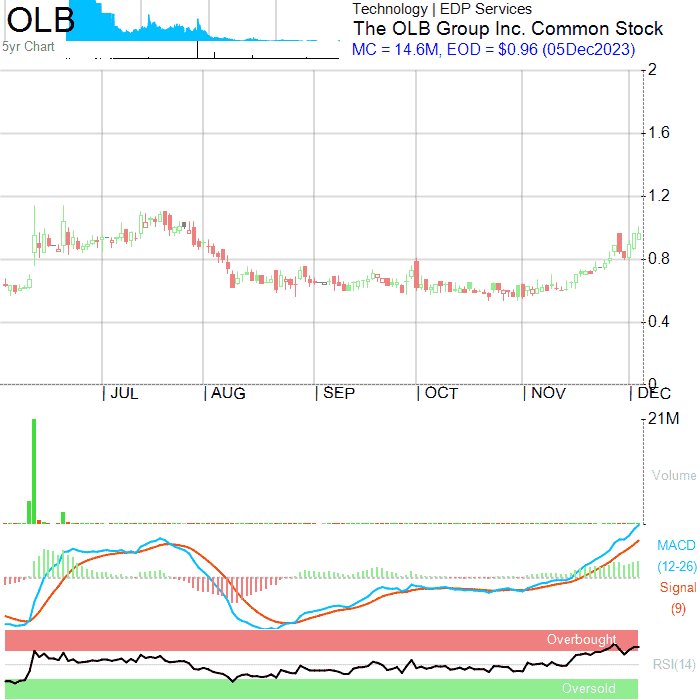 OLB
5yr Chart
Technology | EDP Services
The OLB Group Inc. Common Stock
MC = 14.6M, EOD = $0.96 (05Dec2023)
2
1.6
1.2
0.8
0.4
0
| JUL | AUG | SEP | OCT | NOV | DEC
21M
Volume
MACD
(12-26)
Signal
(9)
Overbought
RSI(14)
Oversold